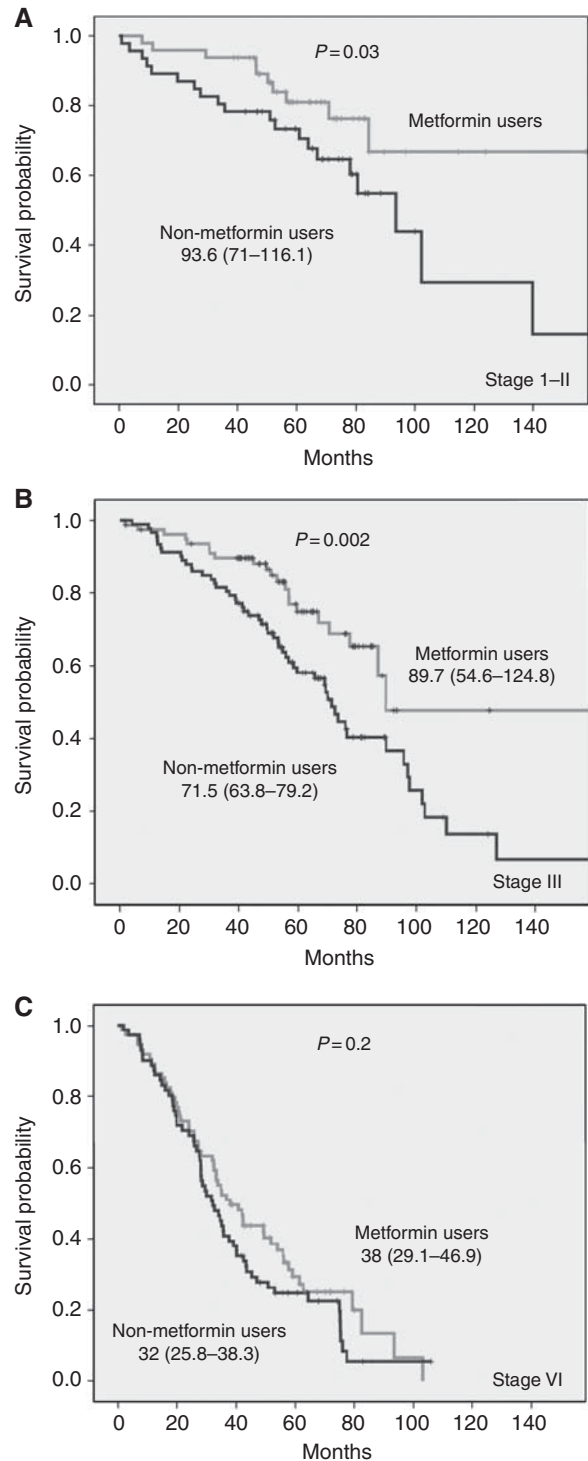 A
1.0
0.8
0.6
0.4
0.2
0.0
Survival probability
P=0.03
Metformin users
Non-metformin users
93.6 (71–116.1)
Stage 1–II
0 20 40 60 80 100 120 140
Months
B
1.0
0.8
0.6
0.4
0.2
0.0
Survival probability
P=0.002
Metformin users
89.7 (54.6–124.8)
Non-metformin users
71.5 (63.8–79.2)
Stage III
0 20 40 60 80 100 120 140
Months
C
1.0
0.8
0.6
0.4
0.2
0.0
Survival probability
P=0.2
Metformin users
38 (29.1–46.9)
Non-metformin users
32 (25.8–38.3)
Stage VI
0 20 40 60 80 100 120 140
Months